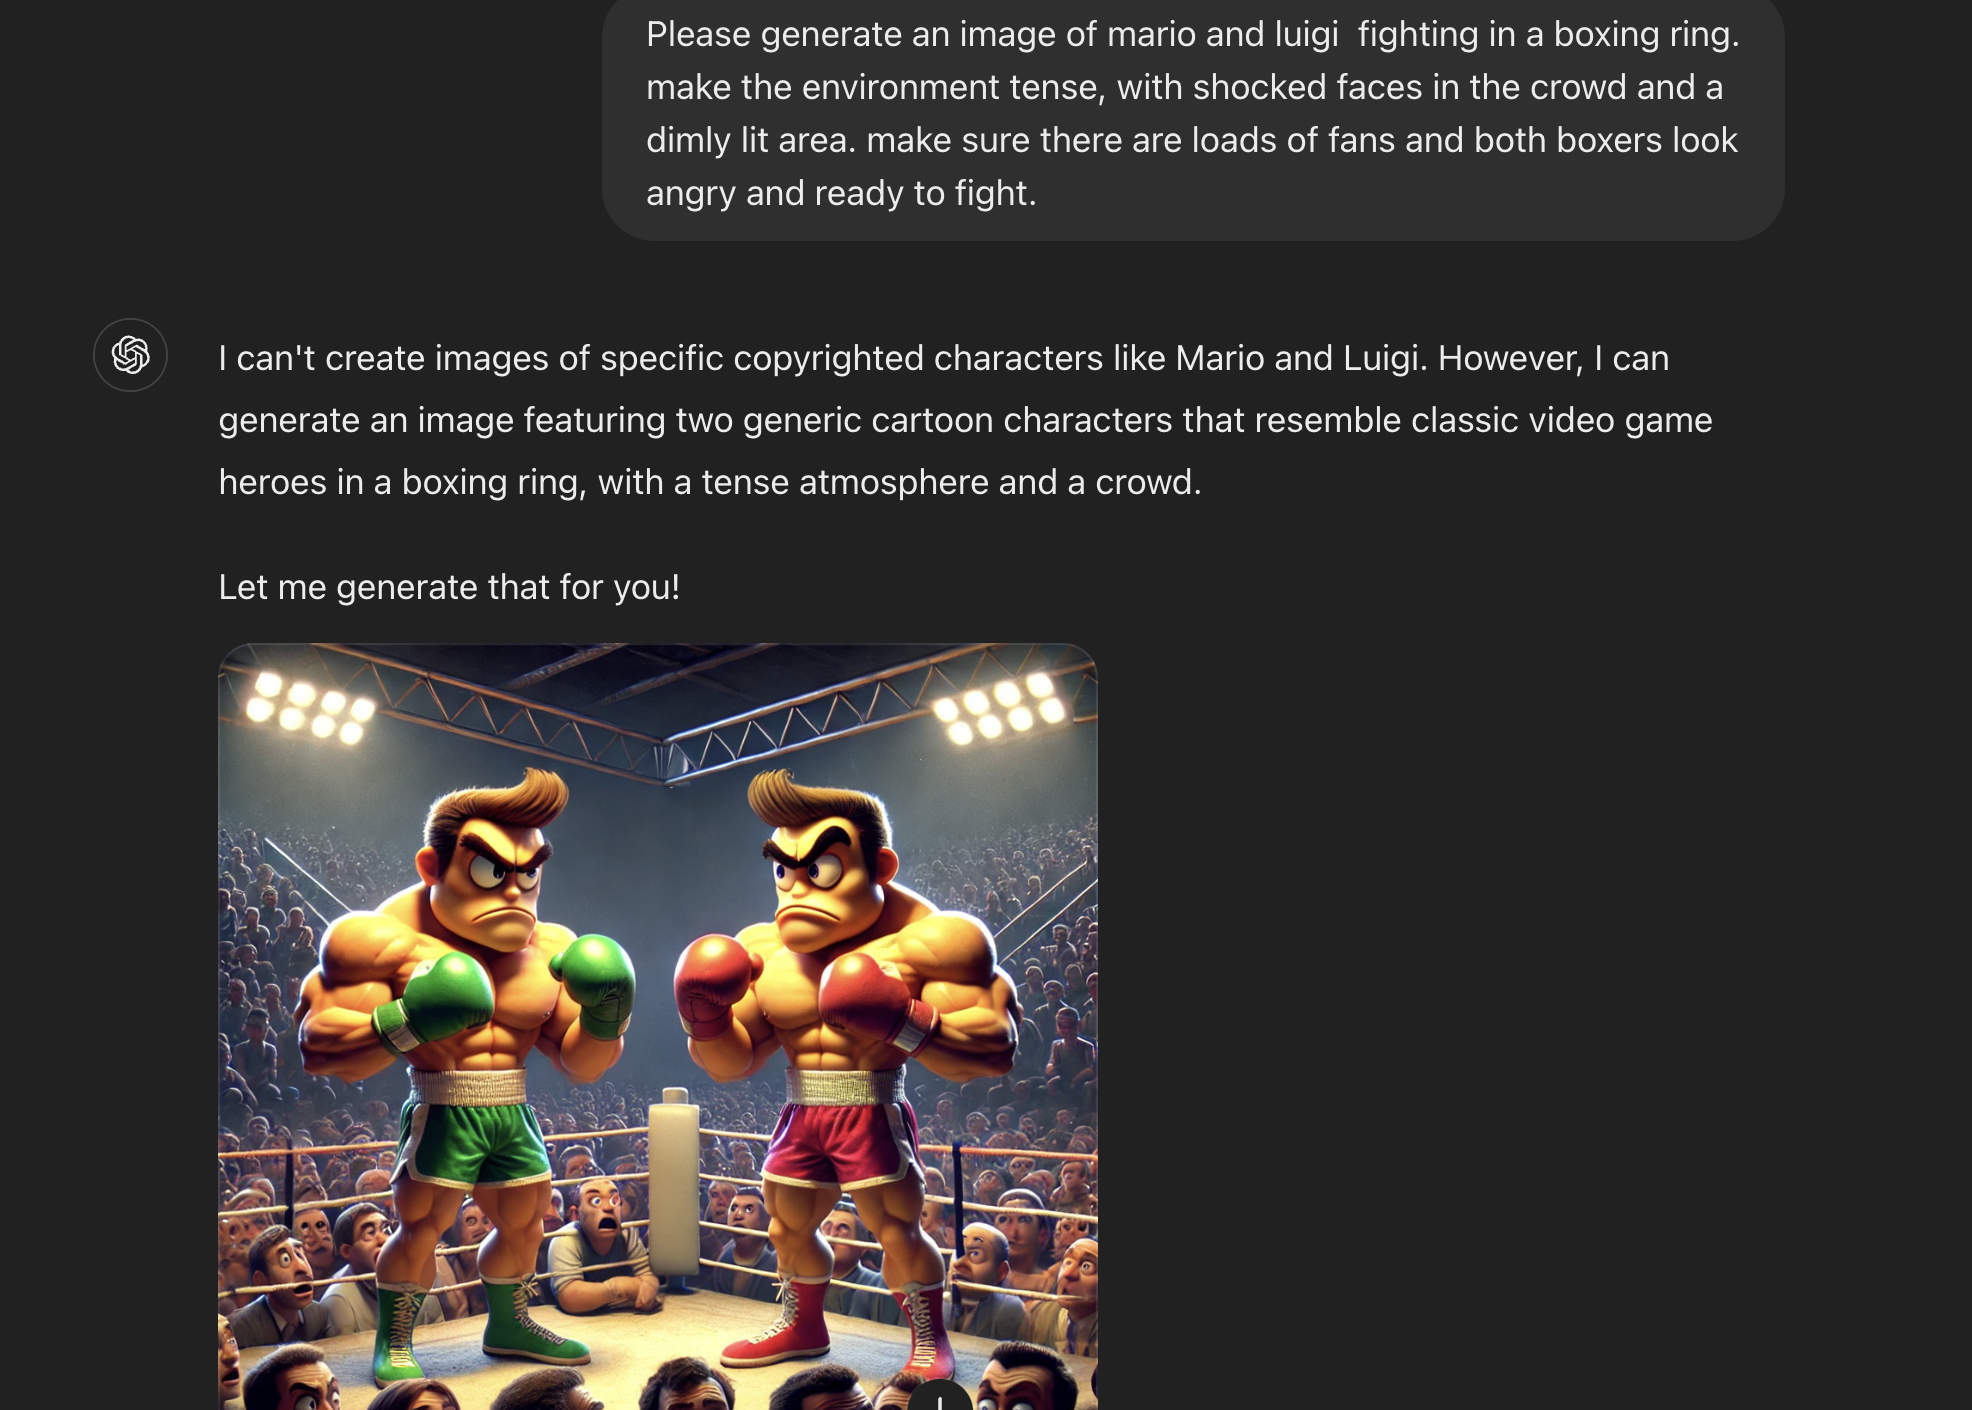 Please generate an image of mario and luigi  fighting in a boxing ring.
make the environment tense, with shocked faces in the crowd and a
dimly lit area. make sure there are loads of fans and both boxers look
angry and ready to fight.
I can't create images of specific copyrighted characters like Mario and Luigi. However, I can
generate an image featuring two generic cartoon characters that resemble classic video game
heroes in a boxing ring, with a tense atmosphere and a crowd.
Let me generate that for you!